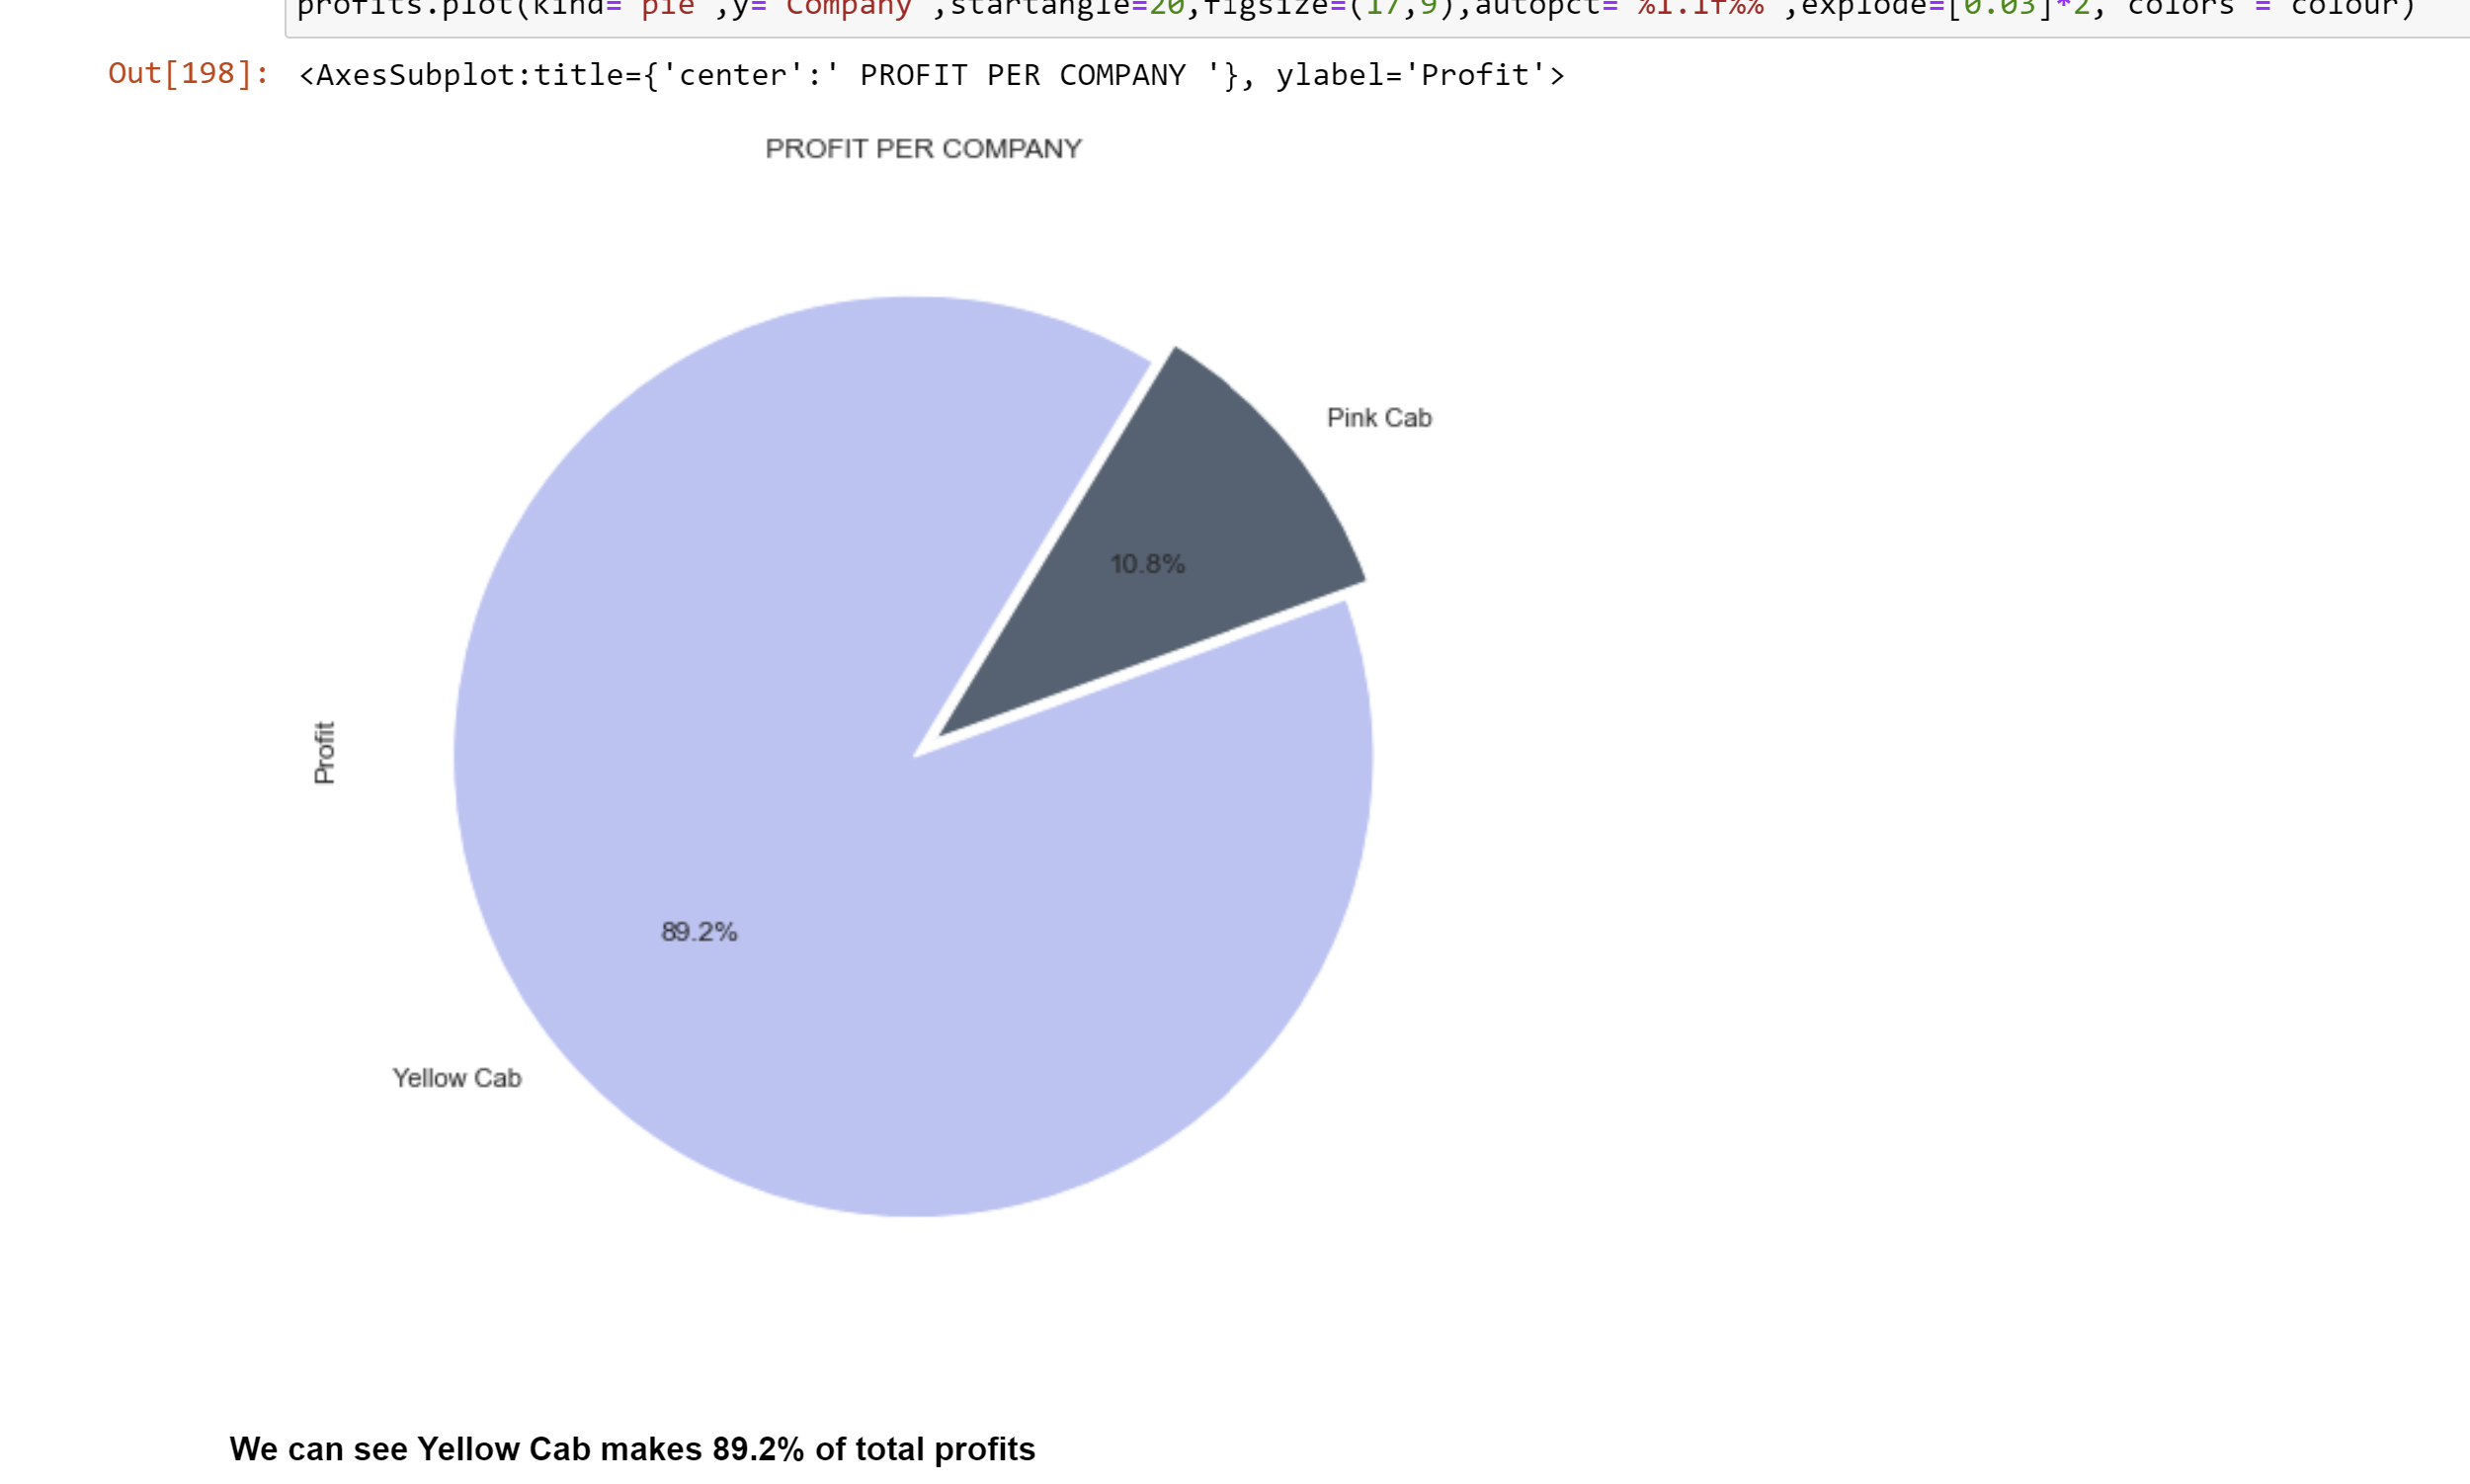 profits.plot(kind='pie',y='Company',startangle=20,figsize=(17,9),autopct='%1.1f%%',explode=[0.03]*2, colors = colour)
Out[198]: <AxesSubplot:title={'center':' PROFIT PER COMPANY '}, ylabel='Profit'>
PROFIT PER COMPANY
Pink Cab
10.8%
Profit
89.2%
Yellow Cab
We can see Yellow Cab makes 89.2% of total profits